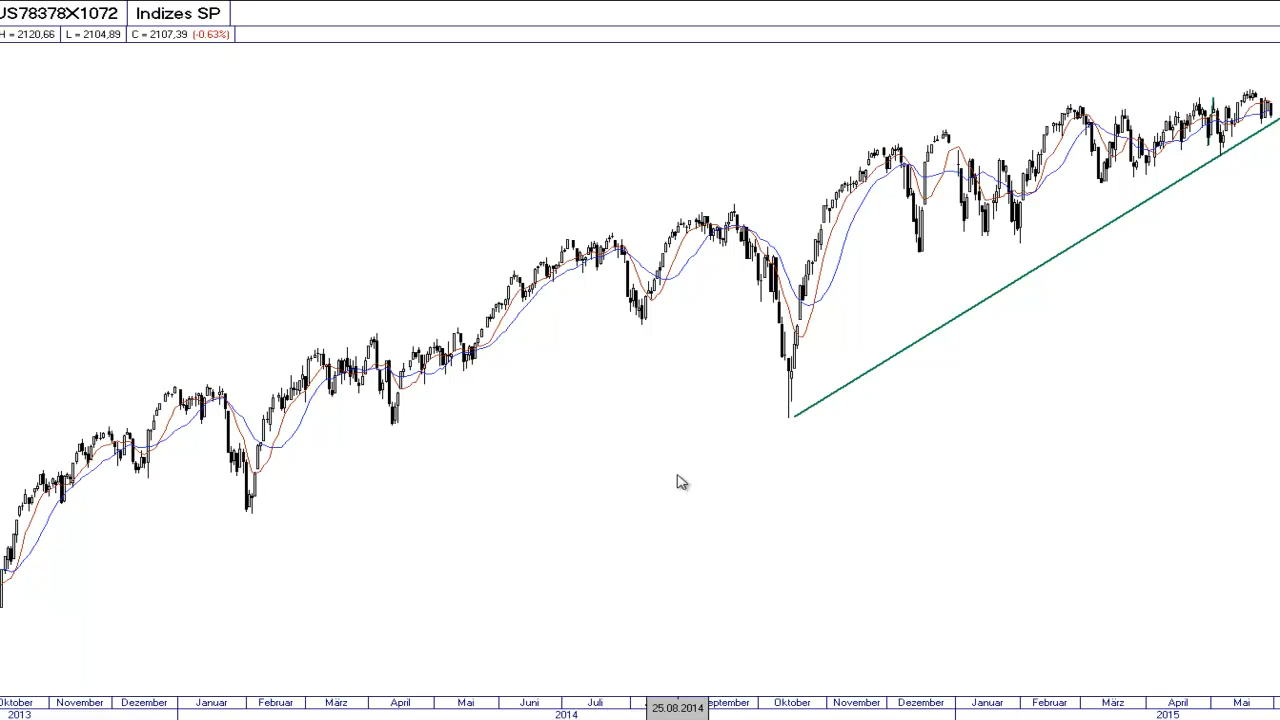 US78378X1072 Indizes SP
H = 2120,66 L = 2104,89 C = 2107,39 (-0.63%)
Oktober November Dezember Januar Februar März April Mai Juni Juli 25.08.2014 September Oktober November Dezember Januar Februar März April Mai
2013 2014 2015